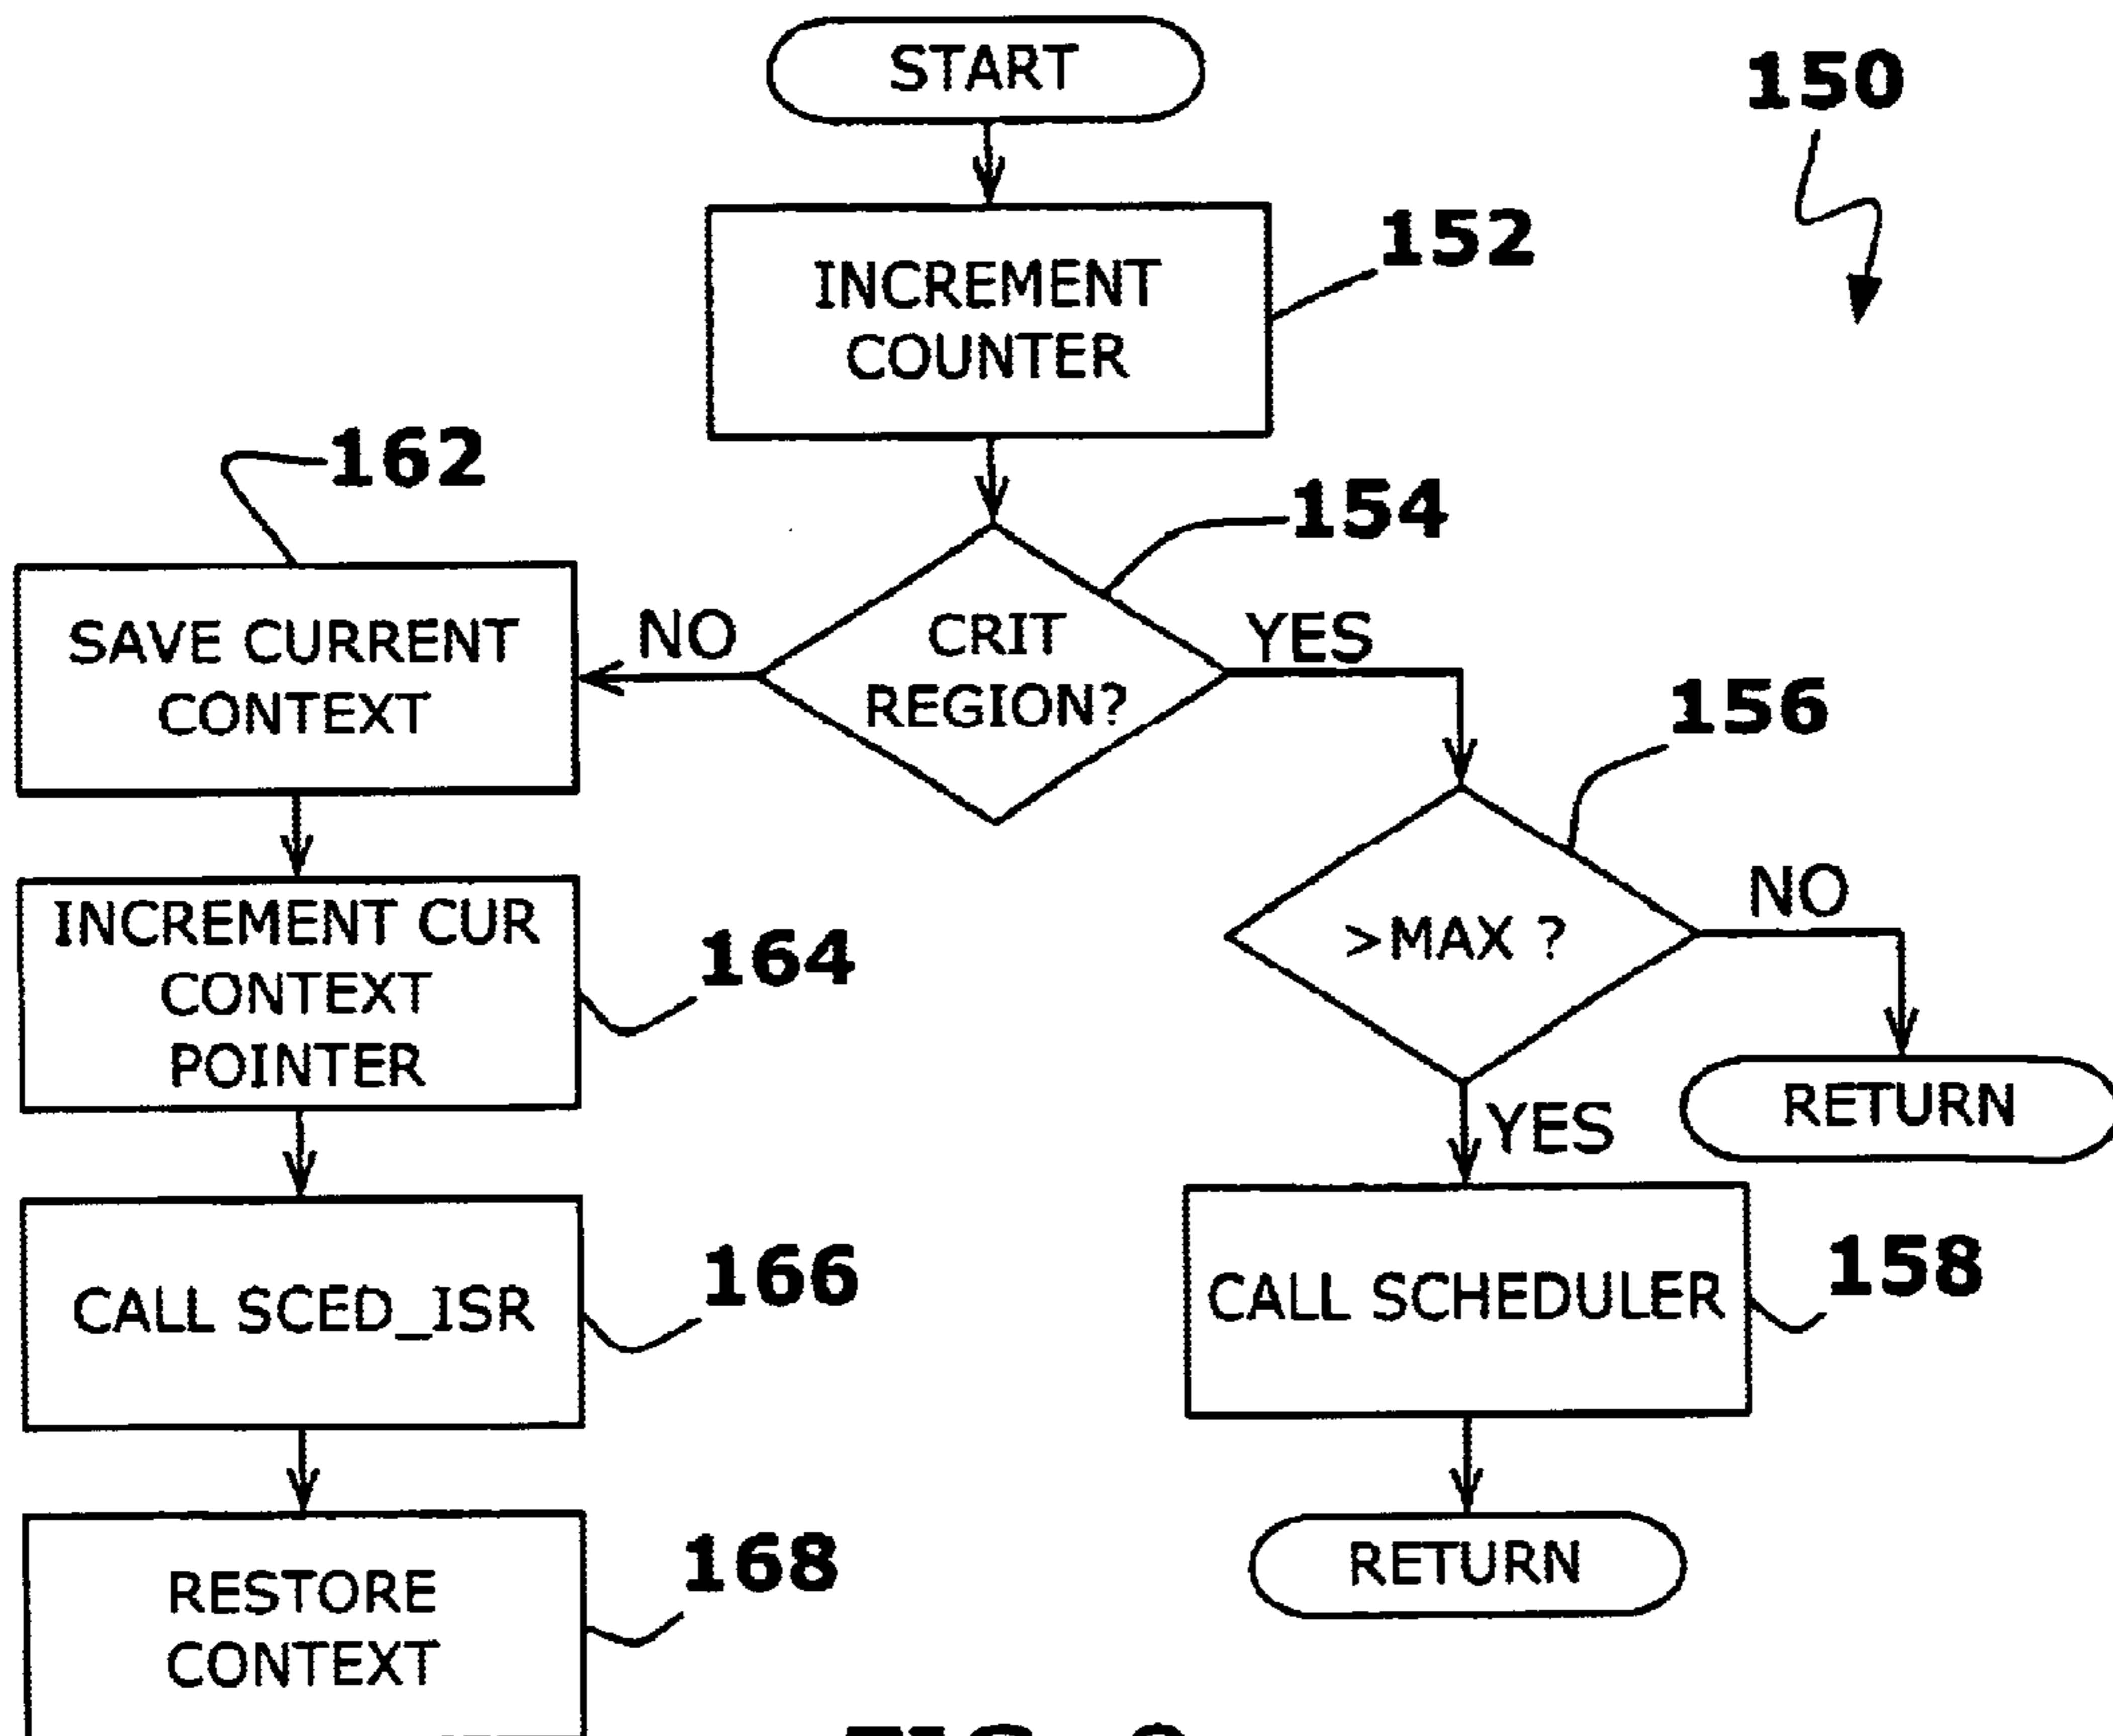 START
150
152
INCREMENT
COUNTER
162
154
SAVE CURRENT
CONTEXT
NO
CRIT
REGION?
YES
156
INCREMENT CUR
CONTEXT
POINTER
164
>MAX ?
NO
RETURN
YES
CALL SCED_ISR
166
CALL SCHEDULER
158
RESTORE
CONTEXT
168
RETURN